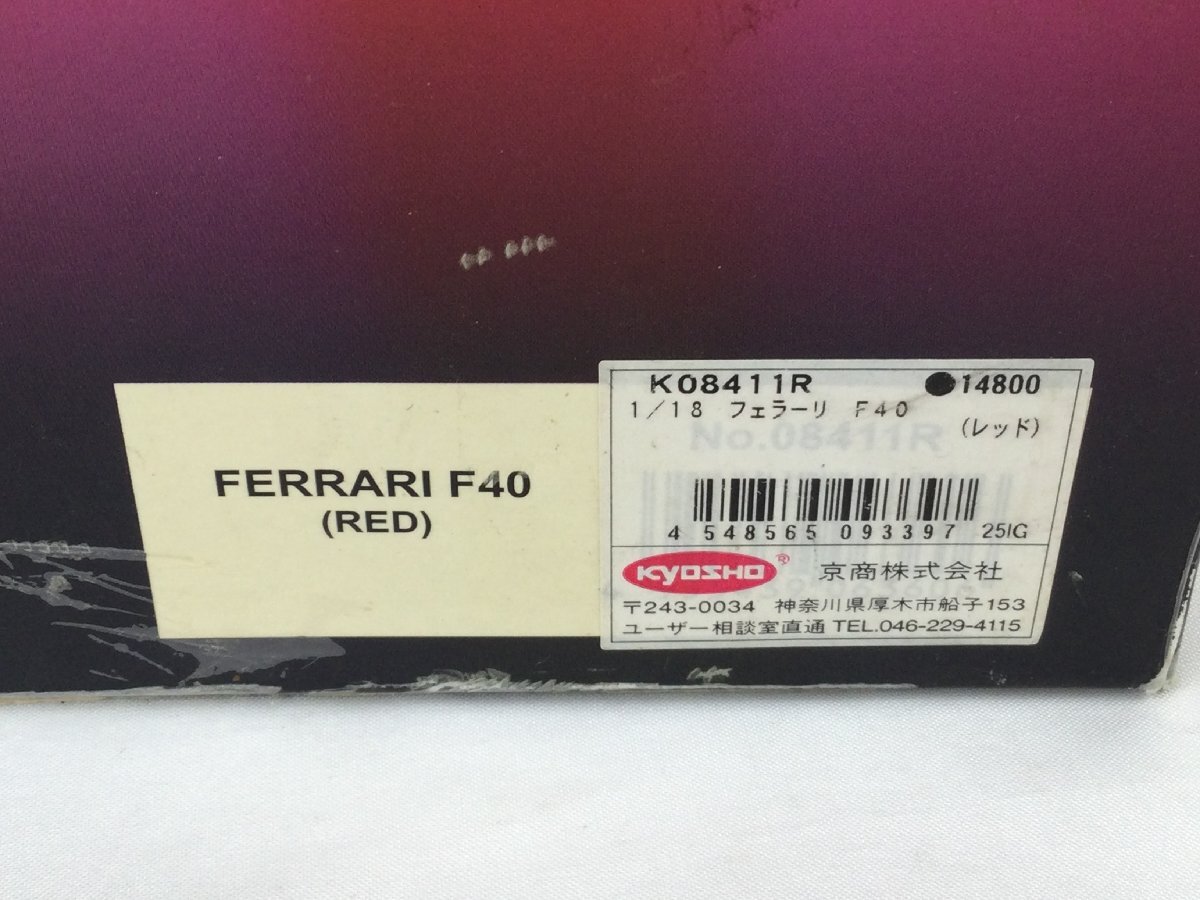 FERRARI F40
(RED)
K08411R ●14800
1/18 フェラーリ F40
(レッド)
No.08411R
4 548565 093397 25IG
KYOSHO® 京商株式会社
〒243-0034 神奈川県厚木市船子153
ユーザー相談室直通 TEL.046-229-4115